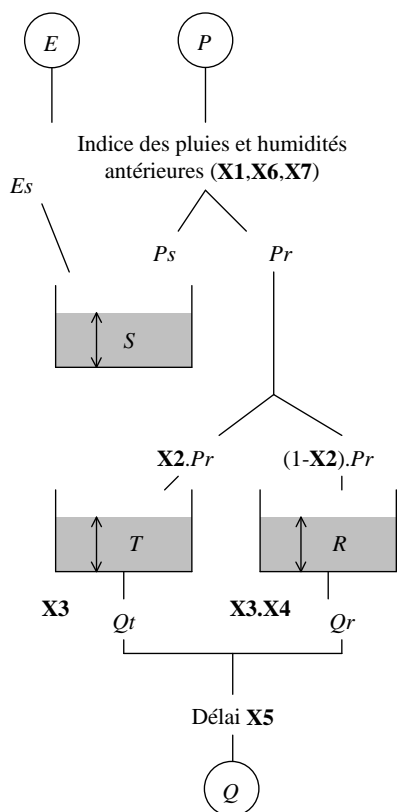 E P
Indice des pluies et humidités
antérieures (X1,X6,X7)
Es
Ps Pr
S
X2.Pr (1-X2).Pr
T R
X3 X3.X4
Qt Qr
Délai X5
Q